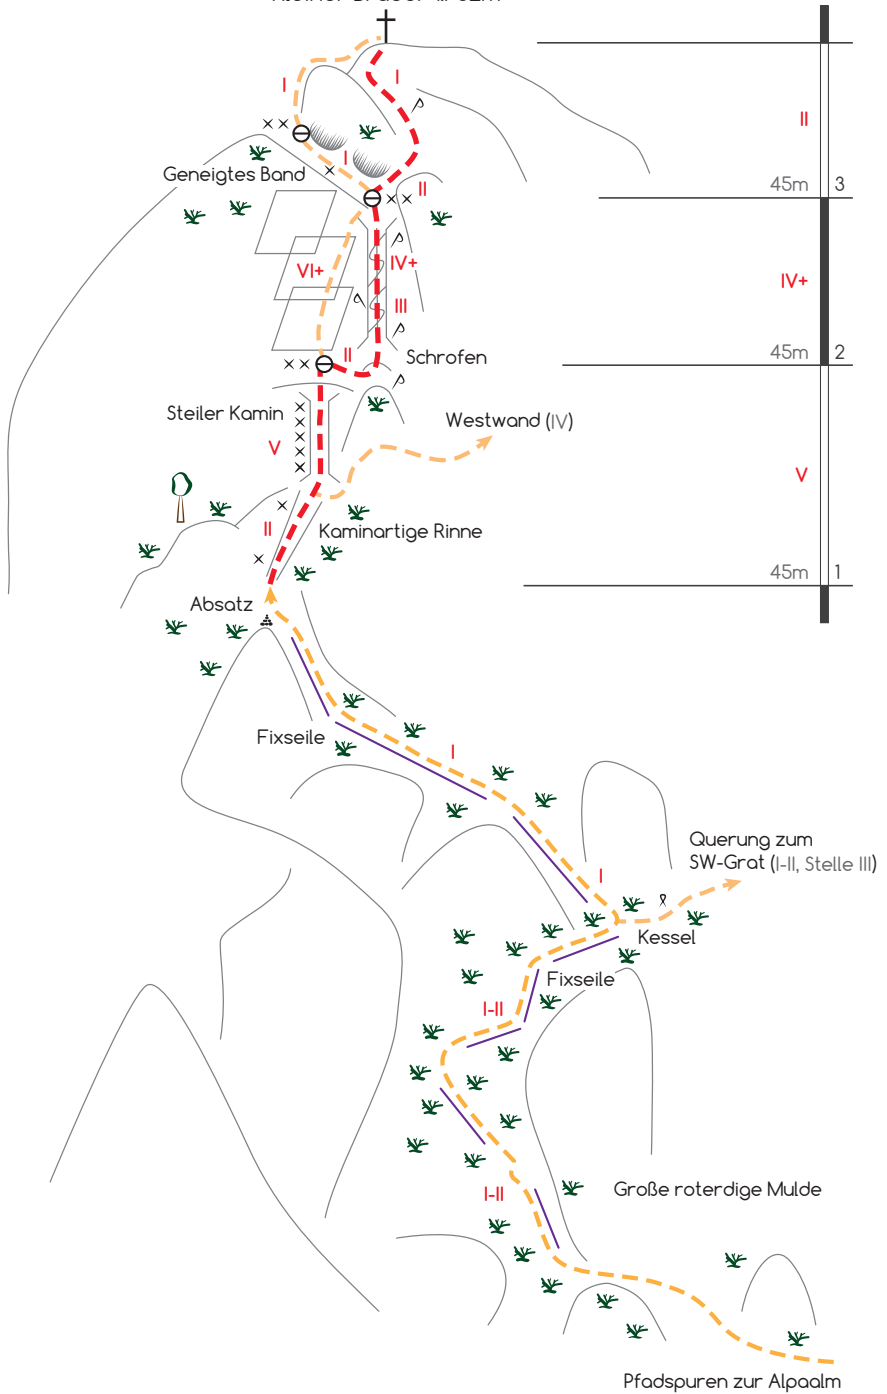 I
I
II
Geneigtes Band
I
II
45m
3
VI+
IV+
IV+
III
II
Schrofen
45m
2
Steiler Kamin
Westwand (IV)
V
V
II
Kaminartige Rinne
45m
1
Absatz
Fixseile
I
Querung zum
SW-Grat (I-II, Stelle III)
I
Kessel
Fixseile
I-II
I-II
Große roterdige Mulde
Pfadspuren zur Alpaalm